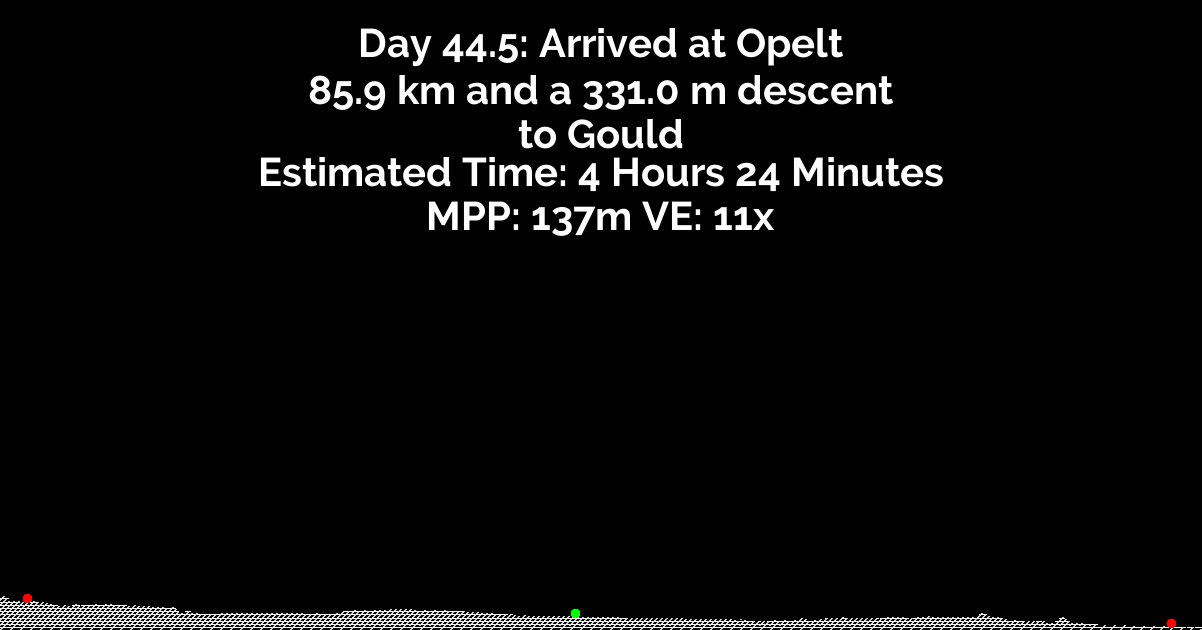 Day 44.5: Arrived at Opelt
85.9 km and a 331.0 m descent
to Gould
Estimated Time: 4 Hours 24 Minutes
MPP: 137m VE: 11x